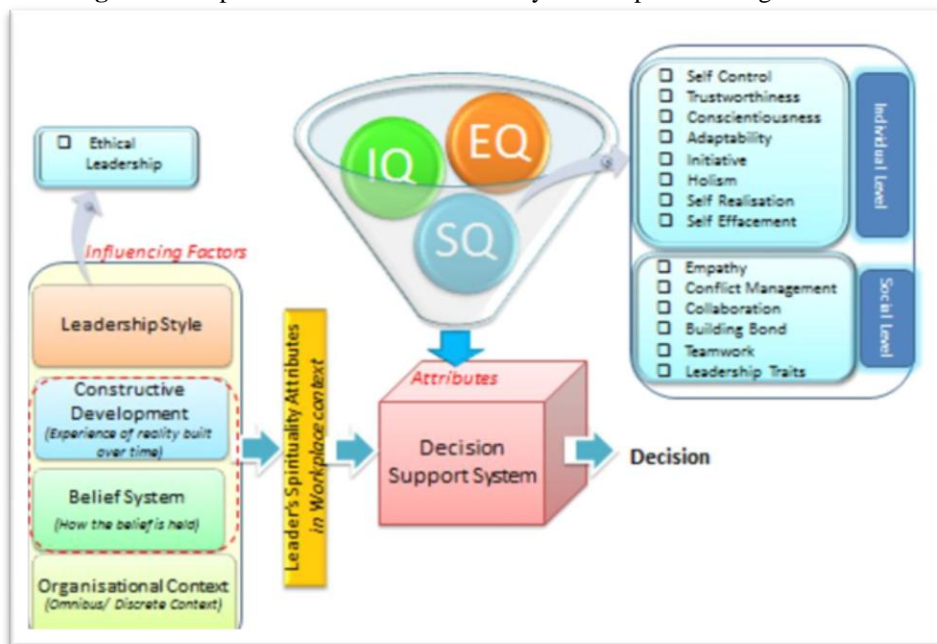 Ethical
Leadership
Influencing Factors
Leadership Style
Constructive
Development
(Experience of reality built
over time)
Belief System
(How the belief is held)
Organisational Context
(Omnibus/ Discrete Context)
Leader's Spirituality Attributes
in Workplace context
IQ
EQ
SQ
Attributes
Decision
Support System
Decision
Self Control
Trustworthiness
Conscientiousness
Adaptability
Initiative
Holism
Self Realisation
Self Effacement
Individual Level
Empathy
Conflict Management
Collaboration
Building Bond
Teamwork
Leadership Traits
Social Level